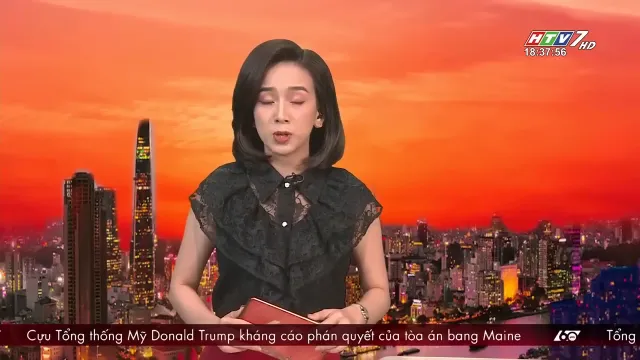 HTV7 HD
18:37:56
Cựu Tổng thống Mỹ Donald Trump kháng cáo phán quyết của tòa án bang Maine 60 Tổng